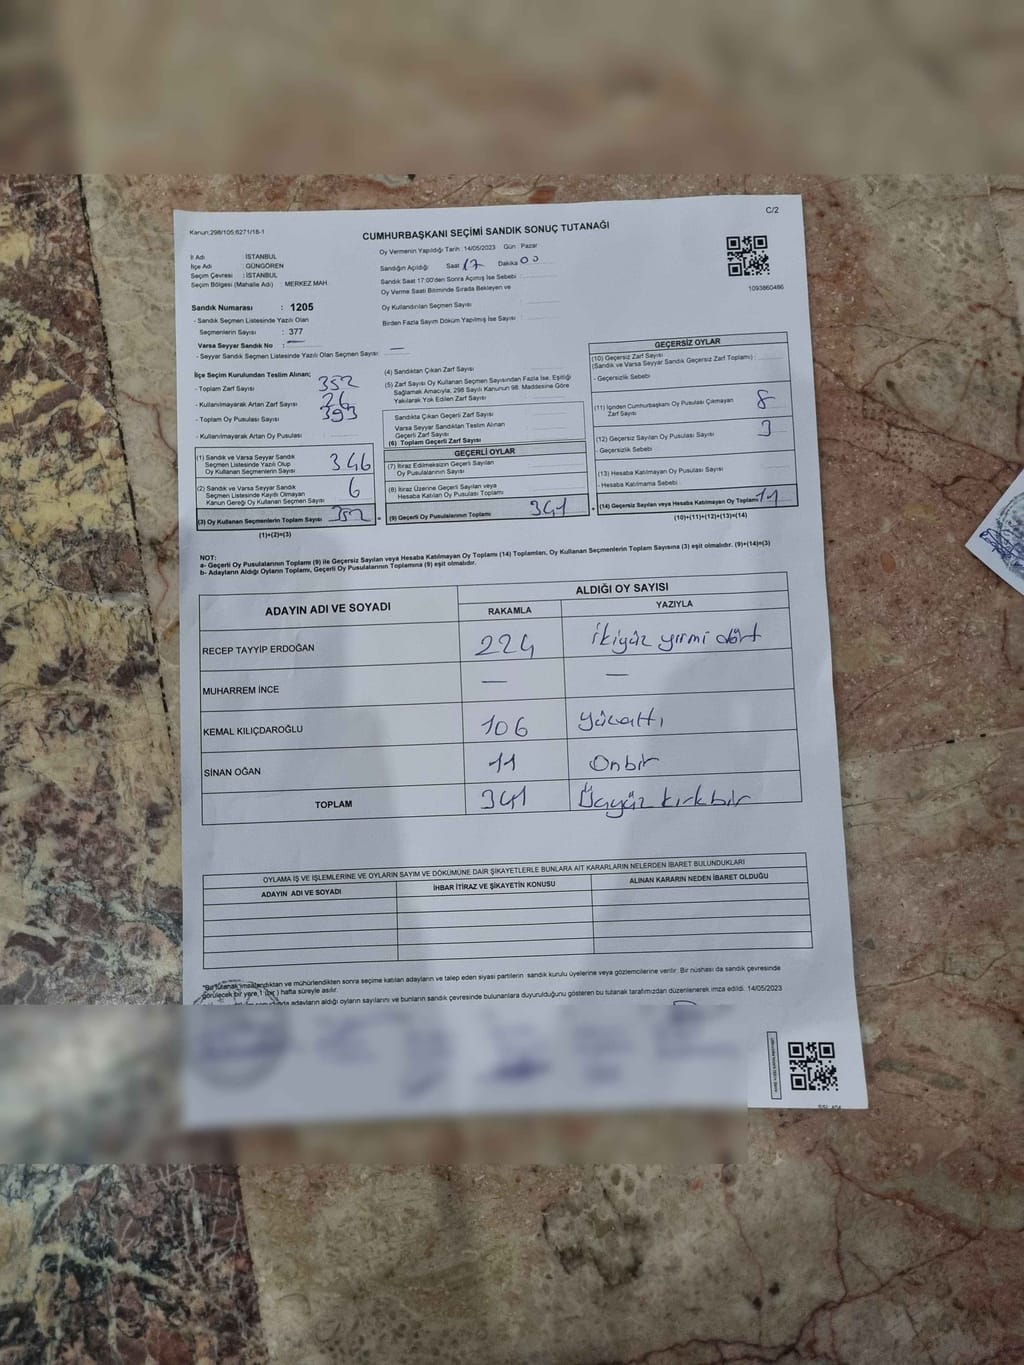 Kanun;298/105;6271/18-1
C/2
CUMHURBAŞKANI SEÇİMİ SANDIK SONUÇ TUTANAĞI
İl Adı : İSTANBUL
İlçe Adı : GÜNGÖREN
Seçim Çevresi : İSTANBUL
Seçim Bölgesi (Mahalle Adı) : MERKEZ MAH.
Oy Vermenin Yapıldığı Tarih : 14/05/2023 Gün : Pazar
Sandığın Açıldığı Saat 17 Dakika 00
Sandık Saat 17:00'den Sonra Açımış İse Sebebi :
Oy Verme Saati Bitiminde Sırada Bekleyen ve
Oy Kullandırılan Seçmen Sayısı :
Birden Fazla Sayım Döküm Yapılmış İse Sayısı :
1093860486
Sandık Numarası : 1205
- Sandık Seçmen Listesinde Yazılı Olan
Seçmenlerin Sayısı : 377
Varsa Seyyar Sandık No : —
- Seyyar Sandık Seçmen Listesinde Yazılı Olan Seçmen Sayısı : —
İlçe Seçim Kurulundan Teslim Alınan;
- Toplam Zarf Sayısı 352
- Kullanılmayarak Artan Zarf Sayısı 26
- Toplam Oy Pusulası Sayısı 393
- Kullanılmayarak Artan Oy Pusulası :
(1) Sandık ve Varsa Seyyar Sandık
Seçmen Listesinde Yazılı Olup
Oy Kullanan Seçmenlerin Sayısı 346
(2) Sandık ve Varsa Seyyar Sandık
Seçmen Listesinde Kayıtlı Olmayan
Kanun Gereği Oy Kullanan Seçmen Sayısı 6
(3) Oy Kullanan Seçmenlerin Toplam Sayısı 352
(1)+(2)=(3)
(4) Sandıktan Çıkan Zarf Sayısı
(5) Zarf Sayısı Oy Kullanan Seçmen Sayısından Fazla İse, Eşitliği
Sağlamak Amacıyla, 298 Sayılı Kanunun 98. Maddesine Göre
Yakılarak Yok Edilen Zarf Sayısı :
Sandıkta Çıkan Geçerli Zarf Sayısı
Varsa Seyyar Sandıktan Teslim Alınan
Geçerli Zarf Sayısı
(6) Toplam Geçerli Zarf Sayısı
GEÇERLİ OYLAR
(7) İtiraz Edilmeksizin Geçerli Sayılan
Oy Pusulalarının Sayısı
(8) İtiraz Üzerine Geçerli Sayılan veya
Hesaba Katılan Oy Pusulası Toplamı
= (9) Geçerli Oy Pusulalarının Toplamı 341
GEÇERSİZ OYLAR
(10) Geçersiz Zarf Sayısı
(Sandık ve Varsa Seyyar Sandık Geçersiz Zarf Toplamı) :
- Geçersizlik Sebebi
(11) İçinden Cumhurbaşkanı Oy Pusulası Çıkmayan
Zarf Sayısı 8
(12) Geçersiz Sayılan Oy Pusulası Sayısı 3
- Geçersizlik Sebebi
(13) Hesaba Katılmayan Oy Pusulası Sayısı
- Hesaba Katılmama Sebebi
+ (14) Geçersiz Sayılan veya Hesaba Katılmayan Oy Toplamı 11
(10)+(11)+(12)+(13)=(14)
NOT:
a- Geçerli Oy Pusulalarının Toplamı (9) ile Geçersiz Sayılan veya Hesaba Katılmayan Oy Toplamı (14) Toplamları, Oy Kullanan Seçmenlerin Toplam Sayısına (3) eşit olmalıdır. (9)+(14)=(3)
b- Adayların Aldığı Oyların Toplamı, Geçerli Oy Pusulalarının Toplamına (9) eşit olmalıdır.
ADAYIN ADI VE SOYADI ALDIĞI OY SAYISI
RAKAMLA YAZIYLA
RECEP TAYYİP ERDOĞAN 224 ikiyüz yirmi dört
MUHARREM İNCE — —
KEMAL KILIÇDAROĞLU 106 yüzaltı
SİNAN OĞAN 11 Onbir
TOPLAM 341 Üçyüz kırkbir
OYLAMA İŞ VE İŞLEMLERİNE VE OYLARIN SAYIM VE DÖKÜMÜNE DAİR ŞİKAYETLERLE BUNLARA AİT KARARLARIN NELERDEN İBARET BULUNDUKLARI
ADAYIN ADI VE SOYADI İHBAR İTİRAZ VE ŞİKAYETİN KONUSU ALINAN KARARIN NEDEN İBARET OLDUĞU
"Bu tutanak imzalandıktan ve mühürlendikten sonra seçime katılan adayların ve talep eden siyasi partilerin sandık kurulu üyelerine veya gözlemcilerine verilir. Bir nüshası da sandık çevresinde
görülecek bir yere 1 (bir ) hafta süreyle asılır.
adayların aldığı oyların sayılarını ve bunların sandık çevresinde bulunanlara duyurulduğunu gösteren bu tutanak tarafımızdan düzenlenerek imza edildi. 14/05/2023